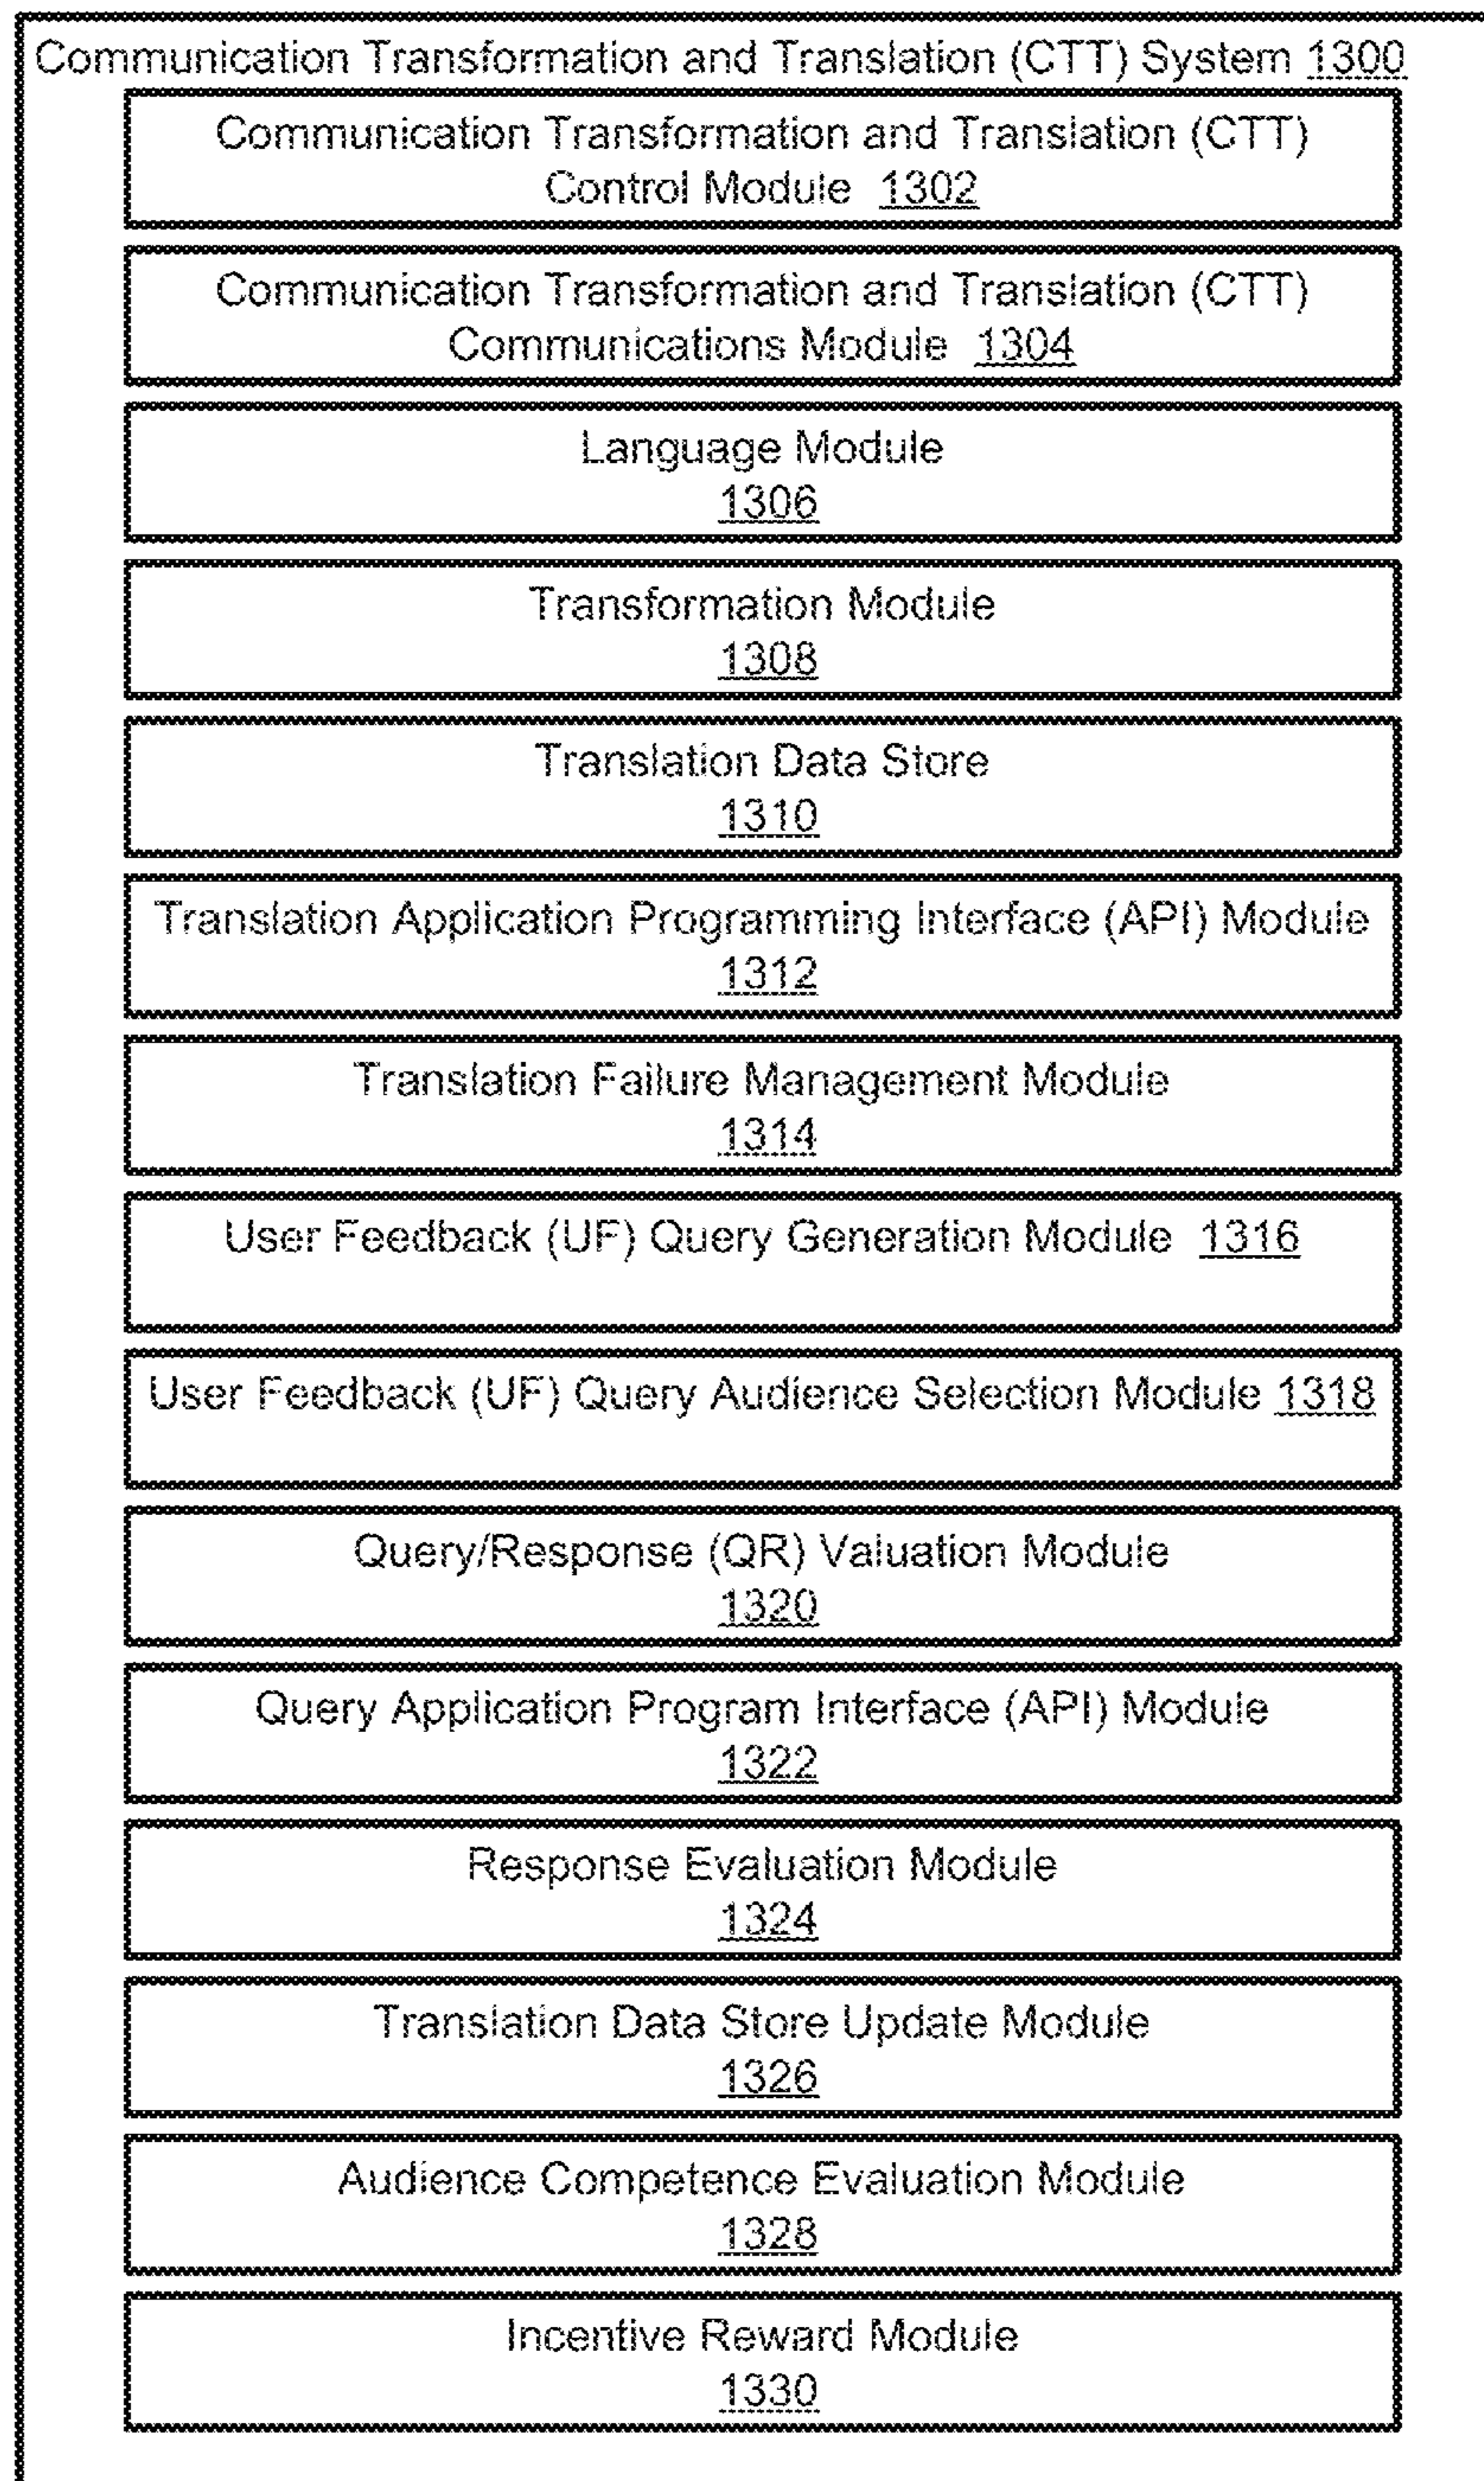 Communication Transformation and Translation (CTT) System 1300
Communication Transformation and Translation (CTT)
Control Module 1302
Communication Transformation and Translation (CTT)
Communications Module 1304
Language Module
1306
Transformation Module
1308
Translation Data Store
1310
Translation Application Programming Interface (API) Module
1312
Translation Failure Management Module
1314
User Feedback (UF) Query Generation Module 1316
User Feedback (UF) Query Audience Selection Module 1318
Query/Response (QR) Valuation Module
1320
Query Application Program Interface (API) Module
1322
Response Evaluation Module
1324
Translation Data Store Update Module
1326
Audience Competence Evaluation Module
1328
Incentive Reward Module
1330